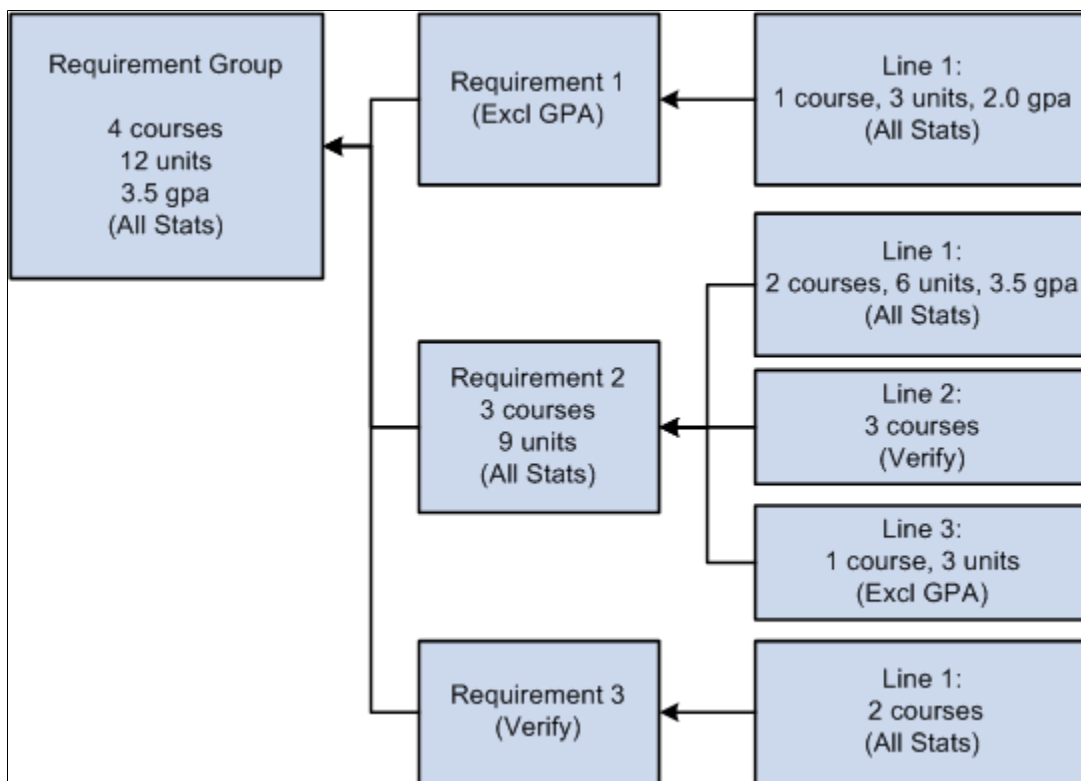 Requirement Group
4 courses
12 units
3.5 gpa
(All Stats)
Requirement 1
(Excl GPA)
Line 1:
1 course, 3 units, 2.0 gpa
(All Stats)
Requirement 2
3 courses
9 units
(All Stats)
Line 1:
2 courses, 6 units, 3.5 gpa
(All Stats)
Line 2:
3 courses
(Verify)
Line 3:
1 course, 3 units
(Excl GPA)
Requirement 3
(Verify)
Line 1:
2 courses
(All Stats)